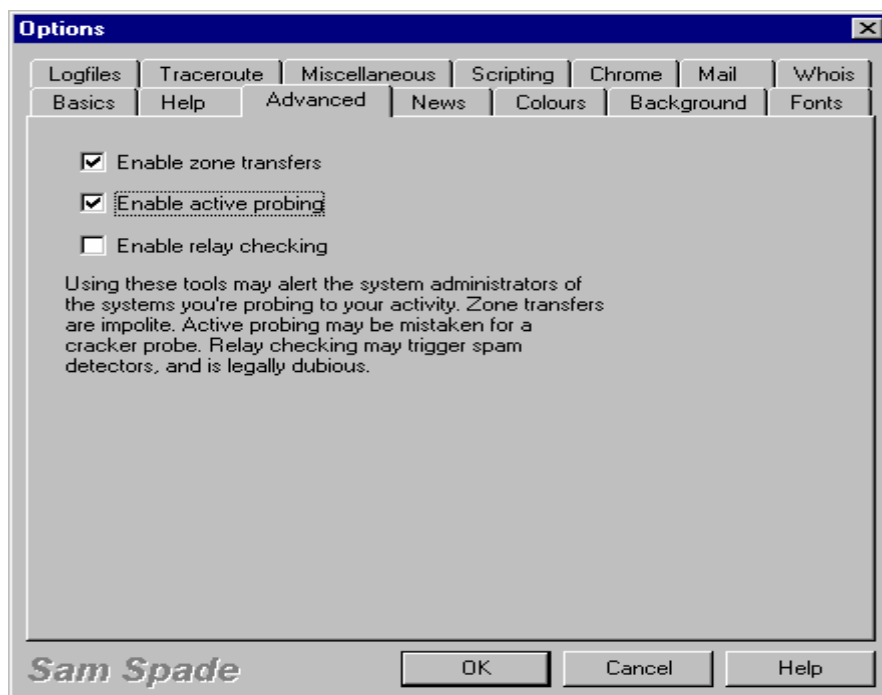 Options
Logfiles Traceroute Miscellaneous Scripting Chrome Mail Whois
Basics Help Advanced News Colours Background Fonts
Enable zone transfers
Enable active probing
Enable relay checking
Using these tools may alert the system administrators of
the systems you're probing to your activity. Zone transfers
are impolite. Active probing may be mistaken for a
cracker probe. Relay checking may trigger spam
detectors, and is legally dubious.
Sam Spade OK Cancel Help